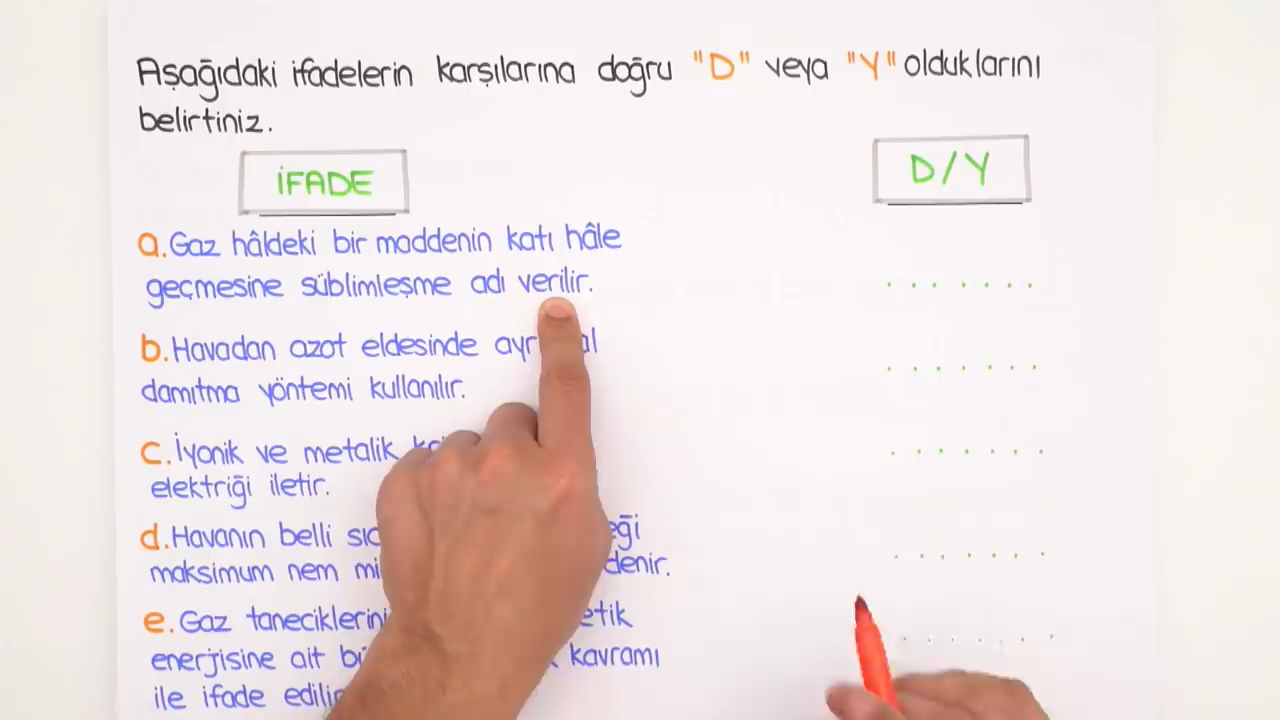 Aşağıdaki ifadelerin karşılarına doğru "D" veya "Y" olduklarını
belirtiniz.
İFADE
D/Y
a. Gaz hâldeki bir maddenin katı hâle
geçmesine süblimleşme adı verilir.
b. Havadan azot eldesinde
damıtma yöntemi kullanılır.
c. İyonik ve metalik
elektriği iletir.
d. Havanın belli
maksimum nem denir.
e. Gaz
enerjisine ait kavramı
ile ifade